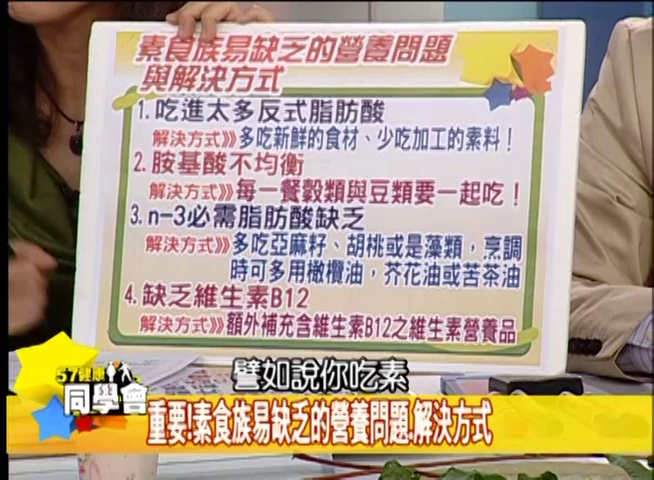 素食族易缺乏的營養問題
與解決方式
1. 吃進太多反式脂肪酸
解決方式》》》多吃新鮮的食材、少吃加工的素料！
2. 胺基酸不均衡
解決方式》》》每一餐穀類與豆類要一起吃！
3. n-3必需脂肪酸缺乏
解決方式》》》多吃亞麻籽、胡桃或是藻類，烹調
時可多用橄欖油，芥花油或苦茶油
4. 缺乏維生素B12
解決方式》》》額外補充含維生素B12之維生素營養品
譬如說你吃素
57健康
同學會
重要!素食族易缺乏的營養問題.解決方式